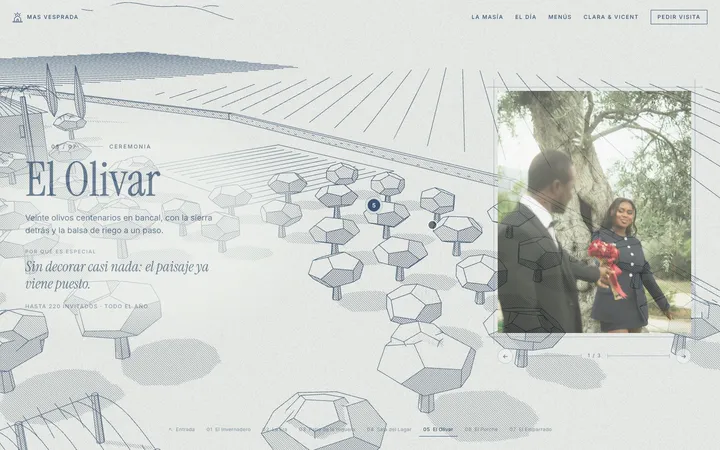 MAS VESPRADA
LA MASÍA
EL DÍA
MENÚS
CLARA & VICENT
PEDIR VISITA
CEREMONIA
El Olivar
Veinte olivos centenarios en bancal, con la sierra
detrás y la balsa de riego a un paso.
POR QUÉ ES ESPECIAL
Sin decorar casi nada: el paisaje ya
viene puesto.
HASTA 220 INVITADOS · TODO EL AÑO
5
1 / 3
Entrada
01 El Invernadero
05 El Olivar
06 El Porche
07 El Emparrado